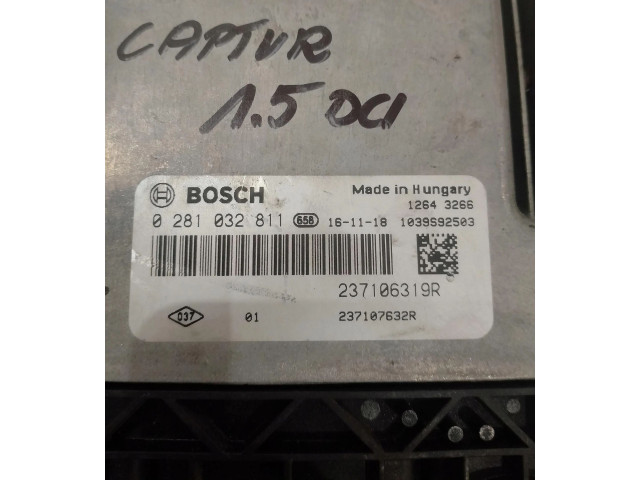 CAPTUR
1.5 DCI
BOSCH
Made in Hungary
1264 3266
0 281 032 811 658 16-11-18 1039S92503
237106319R
037 01 237107632R